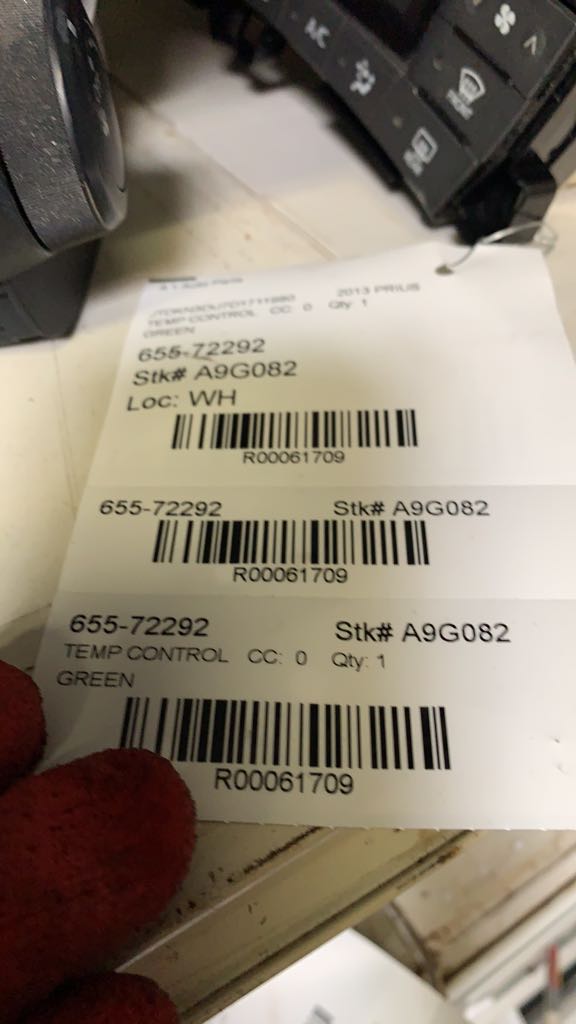 A/C
FRONT
2013 PRIUS
TEMP CONTROL CC: 0 Qty: 1
GREEN
655-72292
Stk# A9G082
Loc: WH
R00061709
655-72292 Stk# A9G082
R00061709
655-72292 Stk# A9G082
TEMP CONTROL CC: 0 Qty: 1
GREEN
R00061709